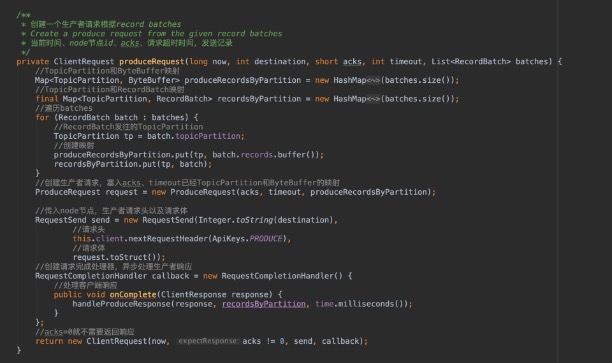 /**
 * 创建一个生产者请求根据record batches
 * Create a produce request from the given record batches
 * 当前时间、node节点id、acks、请求超时时间，发送记录
 */
private ClientRequest produceRequest(long now, int destination, short acks, int timeout, List<RecordBatch> batches) {
    //TopicPartition和ByteBuffer映射
    Map<TopicPartition, ByteBuffer> produceRecordsByPartition = new HashMap<~>(batches.size());
    //TopicPartition和RecordBatch映射
    final Map<TopicPartition, RecordBatch> recordsByPartition = new HashMap<~>(batches.size());
    //遍历batches
    for (RecordBatch batch : batches) {
        //RecordBatch发往的TopicPartition
        TopicPartition tp = batch.topicPartition;
        //创建映射
        produceRecordsByPartition.put(tp, batch.records.buffer());
        recordsByPartition.put(tp, batch);
    }
    //创建生产者请求，塞入acks、timeout已经TopicPartition和ByteBuffer的映射
    ProduceRequest request = new ProduceRequest(acks, timeout, produceRecordsByPartition);

    //传入node节点，生产者请求头以及请求体
    RequestSend send = new RequestSend(Integer.toString(destination),
            //请求头
            this.client.nextRequestHeader(ApiKeys.PRODUCE),
            //请求体
            request.toStruct());
    //创建请求完成处理器，异步处理生产者响应
    RequestCompletionHandler callback = new RequestCompletionHandler() {
        //处理客户端响应
        public void onComplete(ClientResponse response) {
            handleProduceResponse(response, recordsByPartition, time.milliseconds());
        }
    };
    //acks=0就不需要返回响应
    return new ClientRequest(now, expectResponse: acks != 0, send, callback);
}